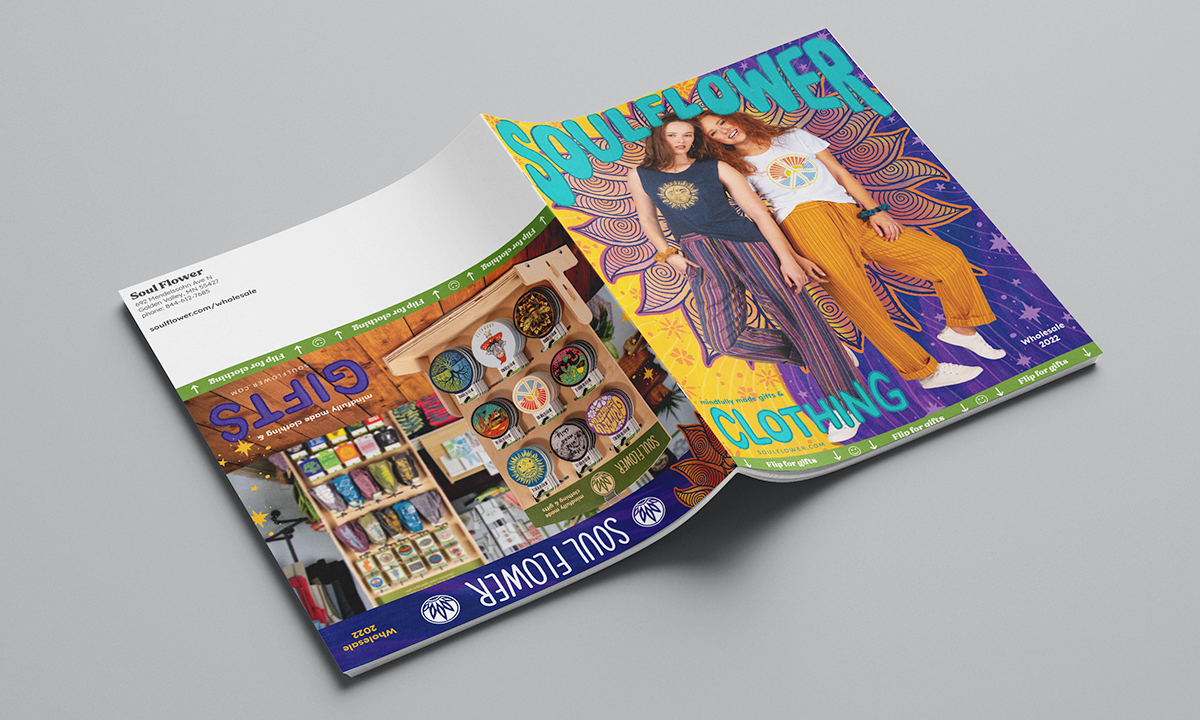 SOULFLOWER
Wholesale
2022
mindfully made gifts &
CLOTHING
SOULFLOWER.COM
↓ Flip for gifts ↓ ☺ ↓ Flip for gifts ↓ ☺ ↓ Flip for gifts ↓
Soul Flower
692 Mendelssohn Ave N
Golden Valley, MN 55427
phone: 844-612-7685
soulflower.com/wholesale
↑ Flip for clothing ↑ ☺ ↑ Flip for clothing ↑ ☺ ↑ Flip for clothing ↑
SOUL FLOWER
Wholesale
2022
SOUL FLOWER
mindfully made
clothing & gifts
mindfully made clothing &
GIFTS
SOULFLOWER.COM